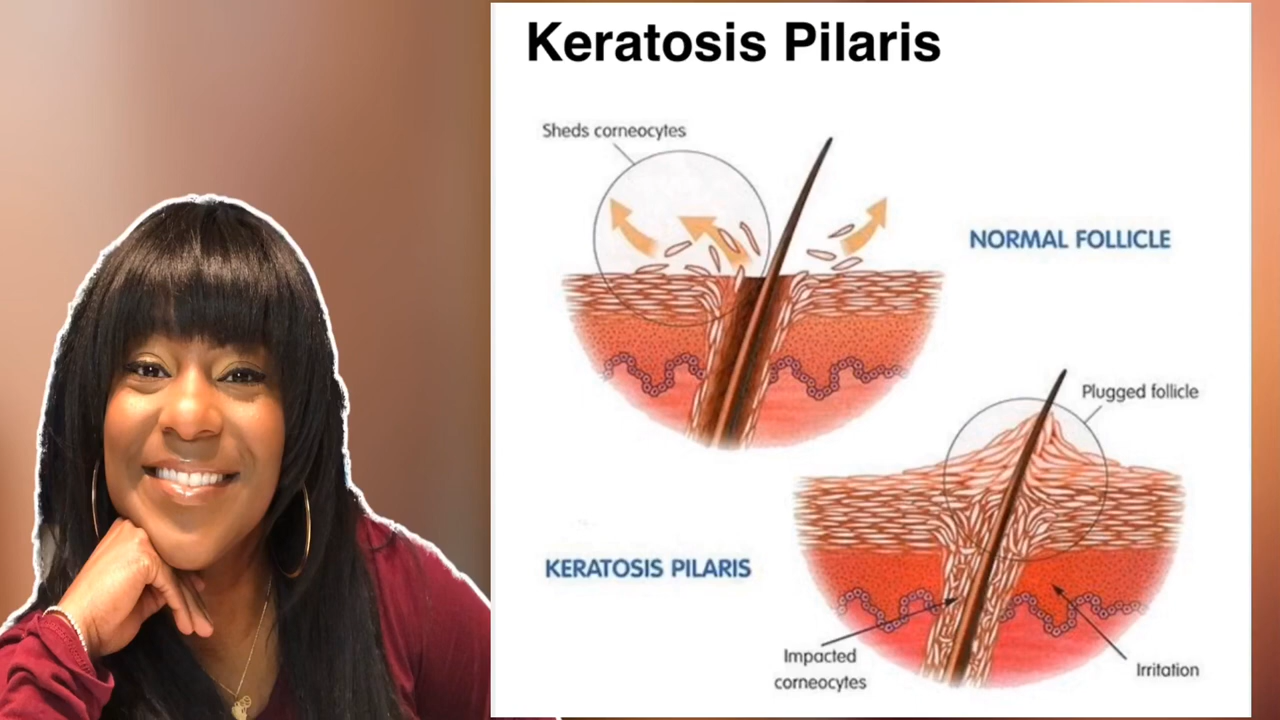 Keratosis Pilaris
Sheds corneocytes
NORMAL FOLLICLE
Plugged follicle
KERATOSIS PILARIS
Impacted
corneocytes
Irritation